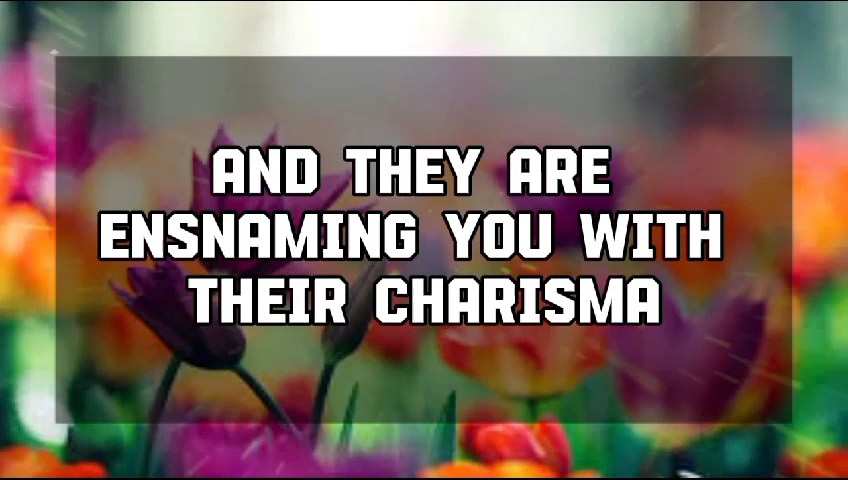 AND THEY ARE
ENSNAMING YOU WITH
THEIR CHARISMA